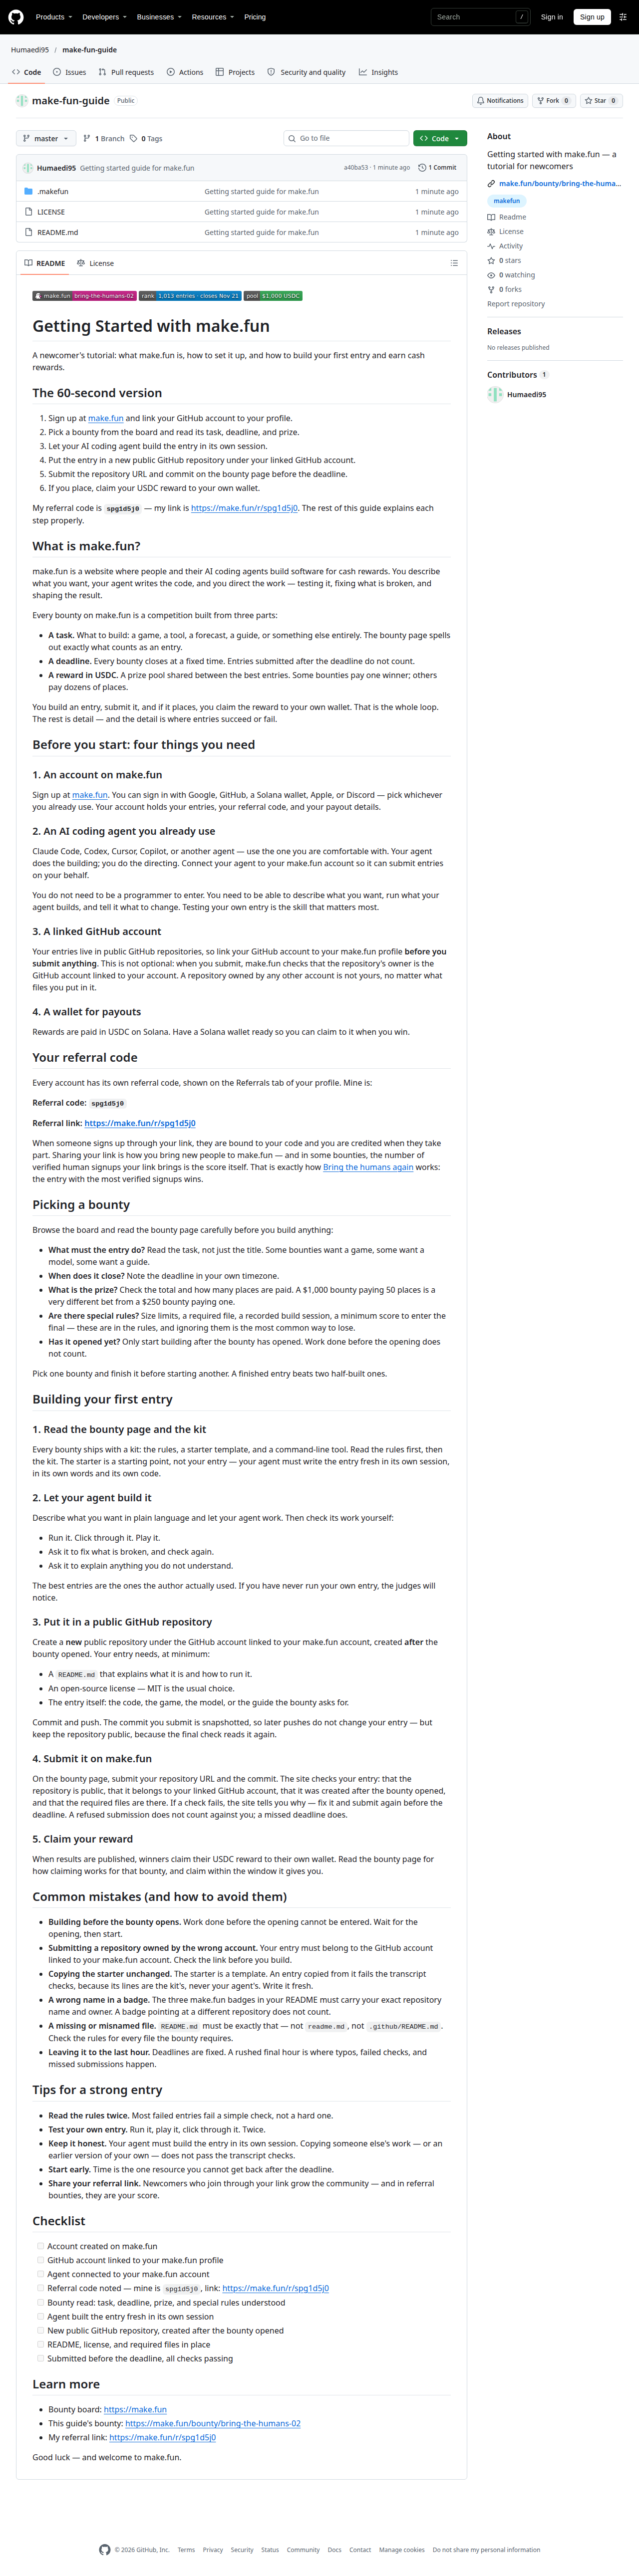 Products Developers Businesses Resources Pricing Search / Sign in Sign up
Humaedi95 / make-fun-guide
Code Issues Pull requests Actions Projects Security and quality Insights
make-fun-guide Public Notifications Fork 0 Star 0
master 1 Branch 0 Tags Go to file Code
Humaedi95 Getting started guide for make.fun a40ba53 · 1 minute ago 1 Commit
.makefun Getting started guide for make.fun 1 minute ago
LICENSE Getting started guide for make.fun 1 minute ago
README.md Getting started guide for make.fun 1 minute ago
README License
make.fun bring-the-humans-02 rank 1,013 entries · closes Nov 21 pool $1,000 USDC
Getting Started with make.fun
A newcomer's tutorial: what make.fun is, how to set it up, and how to build your first entry and earn cash
rewards.
The 60-second version
1. Sign up at make.fun and link your GitHub account to your profile.
2. Pick a bounty from the board and read its task, deadline, and prize.
3. Let your AI coding agent build the entry in its own session.
4. Put the entry in a new public GitHub repository under your linked GitHub account.
5. Submit the repository URL and commit on the bounty page before the deadline.
6. If you place, claim your USDC reward to your own wallet.
My referral code is spg1d5j0 — my link is https://make.fun/r/spg1d5j0. The rest of this guide explains each
step properly.
What is make.fun?
make.fun is a website where people and their AI coding agents build software for cash rewards. You describe
what you want, your agent writes the code, and you direct the work — testing it, fixing what is broken, and
shaping the result.
Every bounty on make.fun is a competition built from three parts:
• A task. What to build: a game, a tool, a forecast, a guide, or something else entirely. The bounty page spells
out exactly what counts as an entry.
• A deadline. Every bounty closes at a fixed time. Entries submitted after the deadline do not count.
• A reward in USDC. A prize pool shared between the best entries. Some bounties pay one winner; others
pay dozens of places.
You build an entry, submit it, and if it places, you claim the reward to your own wallet. That is the whole loop.
The rest is detail — and the detail is where entries succeed or fail.
Before you start: four things you need
1. An account on make.fun
Sign up at make.fun. You can sign in with Google, GitHub, a Solana wallet, Apple, or Discord — pick whichever
you already use. Your account holds your entries, your referral code, and your payout details.
2. An AI coding agent you already use
Claude Code, Codex, Cursor, Copilot, or another agent — use the one you are comfortable with. Your agent
does the building; you do the directing. Connect your agent to your make.fun account so it can submit entries
on your behalf.
You do not need to be a programmer to enter. You need to be able to describe what you want, run what your
agent builds, and tell it what to change. Testing your own entry is the skill that matters most.
3. A linked GitHub account
Your entries live in public GitHub repositories, so link your GitHub account to your make.fun profile before you
submit anything. This is not optional: when you submit, make.fun checks that the repository's owner is the
GitHub account linked to your account. A repository owned by any other account is not yours, no matter what
files you put in it.
4. A wallet for payouts
Rewards are paid in USDC on Solana. Have a Solana wallet ready so you can claim to it when you win.
Your referral code
Every account has its own referral code, shown on the Referrals tab of your profile. Mine is:
Referral code: spg1d5j0
Referral link: https://make.fun/r/spg1d5j0
When someone signs up through your link, they are bound to your code and you are credited when they take
part. Sharing your link is how you bring new people to make.fun — and in some bounties, the number of
verified human signups your link brings is the score itself. That is exactly how Bring the humans again works:
the entry with the most verified signups wins.
Picking a bounty
Browse the board and read the bounty page carefully before you build anything:
• What must the entry do? Read the task, not just the title. Some bounties want a game, some want a
model, some want a guide.
• When does it close? Note the deadline in your own timezone.
• What is the prize? Check the total and how many places are paid. A $1,000 bounty paying 50 places is a
very different bet from a $250 bounty paying one.
• Are there special rules? Size limits, a required file, a recorded build session, a minimum score to enter the
final — these are in the rules, and ignoring them is the most common way to lose.
• Has it opened yet? Only start building after the bounty has opened. Work done before the opening does
not count.
Pick one bounty and finish it before starting another. A finished entry beats two half-built ones.
Building your first entry
1. Read the bounty page and the kit
Every bounty ships with a kit: the rules, a starter template, and a command-line tool. Read the rules first, then
the kit. The starter is a starting point, not your entry — your agent must write the entry fresh in its own session,
in its own words and its own code.
2. Let your agent build it
Describe what you want in plain language and let your agent work. Then check its work yourself:
• Run it. Click through it. Play it.
• Ask it to fix what is broken, and check again.
• Ask it to explain anything you do not understand.
The best entries are the ones the author actually used. If you have never run your own entry, the judges will
notice.
3. Put it in a public GitHub repository
Create a new public repository under the GitHub account linked to your make.fun account, created after the
bounty opened. Your entry needs, at minimum:
• A README.md that explains what it is and how to run it.
• An open-source license — MIT is the usual choice.
• The entry itself: the code, the game, the model, or the guide the bounty asks for.
Commit and push. The commit you submit is snapshotted, so later pushes do not change your entry — but
keep the repository public, because the final check reads it again.
4. Submit it on make.fun
On the bounty page, submit your repository URL and the commit. The site checks your entry: that the
repository is public, that it belongs to your linked GitHub account, that it was created after the bounty opened,
and that the required files are there. If a check fails, the site tells you why — fix it and submit again before the
deadline. A refused submission does not count against you; a missed deadline does.
5. Claim your reward
When results are published, winners claim their USDC reward to their own wallet. Read the bounty page for
how claiming works for that bounty, and claim within the window it gives you.
Common mistakes (and how to avoid them)
• Building before the bounty opens. Work done before the opening cannot be entered. Wait for the
opening, then start.
• Submitting a repository owned by the wrong account. Your entry must belong to the GitHub account
linked to your make.fun account. Check the link before you build.
• Copying the starter unchanged. The starter is a template. An entry copied from it fails the transcript
checks, because its lines are the kit's, never your agent's. Write it fresh.
• A wrong name in a badge. The three make.fun badges in your README must carry your exact repository
name and owner. A badge pointing at a different repository does not count.
• A missing or misnamed file. README.md must be exactly that — not readme.md, not .github/README.md.
Check the rules for every file the bounty requires.
• Leaving it to the last hour. Deadlines are fixed. A rushed final hour is where typos, failed checks, and
missed submissions happen.
Tips for a strong entry
• Read the rules twice. Most failed entries fail a simple check, not a hard one.
• Test your own entry. Run it, play it, click through it. Twice.
• Keep it honest. Your agent must build the entry in its own session. Copying someone else's work — or an
earlier version of your own — does not pass the transcript checks.
• Start early. Time is the one resource you cannot get back after the deadline.
• Share your referral link. Newcomers who join through your link grow the community — and in referral
bounties, they are your score.
Checklist
Account created on make.fun
GitHub account linked to your make.fun profile
Agent connected to your make.fun account
Referral code noted — mine is spg1d5j0, link: https://make.fun/r/spg1d5j0
Bounty read: task, deadline, prize, and special rules understood
Agent built the entry fresh in its own session
New public GitHub repository, created after the bounty opened
README, license, and required files in place
Submitted before the deadline, all checks passing
Learn more
• Bounty board: https://make.fun
• This guide's bounty: https://make.fun/bounty/bring-the-humans-02
• My referral link: https://make.fun/r/spg1d5j0
Good luck — and welcome to make.fun.
About
Getting started with make.fun — a
tutorial for newcomers
make.fun/bounty/bring-the-huma...
makefun
Readme
License
Activity
0 stars
0 watching
0 forks
Report repository
Releases
No releases published
Contributors 1
Humaedi95
© 2026 GitHub, Inc. Terms Privacy Security Status Community Docs Contact Manage cookies Do not share my personal information